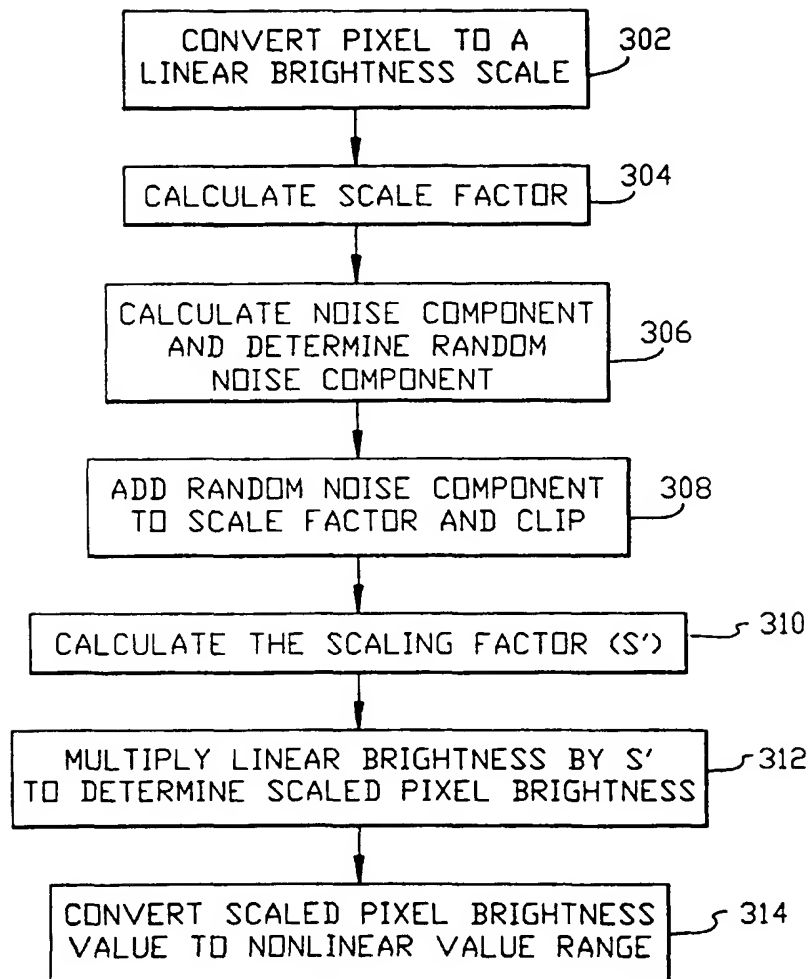 CONVERT PIXEL TO A
LINEAR BRIGHTNESS SCALE
302
CALCULATE SCALE FACTOR
304
CALCULATE NOISE COMPONENT
AND DETERMINE RANDOM
NOISE COMPONENT
306
ADD RANDOM NOISE COMPONENT
TO SCALE FACTOR AND CLIP
308
CALCULATE THE SCALING FACTOR (S')
310
MULTIPLY LINEAR BRIGHTNESS BY S'
TO DETERMINE SCALED PIXEL BRIGHTNESS
312
CONVERT SCALED PIXEL BRIGHTNESS
VALUE TO NONLINEAR VALUE RANGE
314